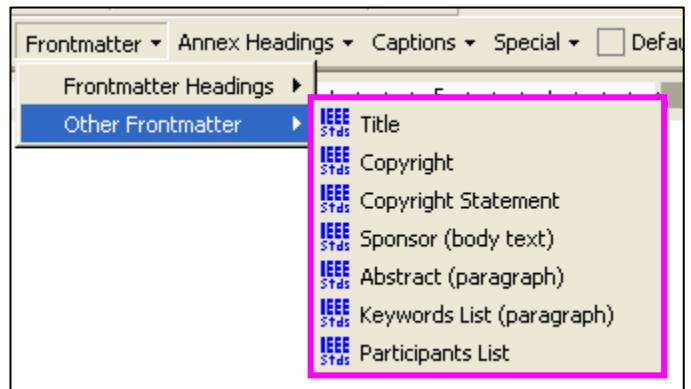 Frontmatter Annex Headings Captions Special Defau
Frontmatter Headings
Other Frontmatter
IEEE Stds Title
IEEE Stds Copyright
IEEE Stds Copyright Statement
IEEE Stds Sponsor (body text)
IEEE Stds Abstract (paragraph)
IEEE Stds Keywords List (paragraph)
IEEE Stds Participants List